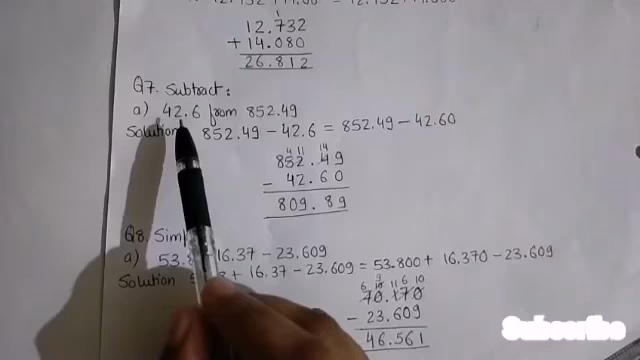 12.732
+ 14.080
26.812
Q7. Subtract:
a) 42.6 from 852.49
Solution 852.49 - 42.6 = 852.49 - 42.60
4 11 14
852.49
- 42.60
809.89
Q8. Sim
a) 53.8 16.37 - 23.609
Solution + 16.37 - 23.609 = 53.800 + 16.370 - 23.609
9
6 10 11 6 10
70.170
- 23.609
46.561
Subscribe